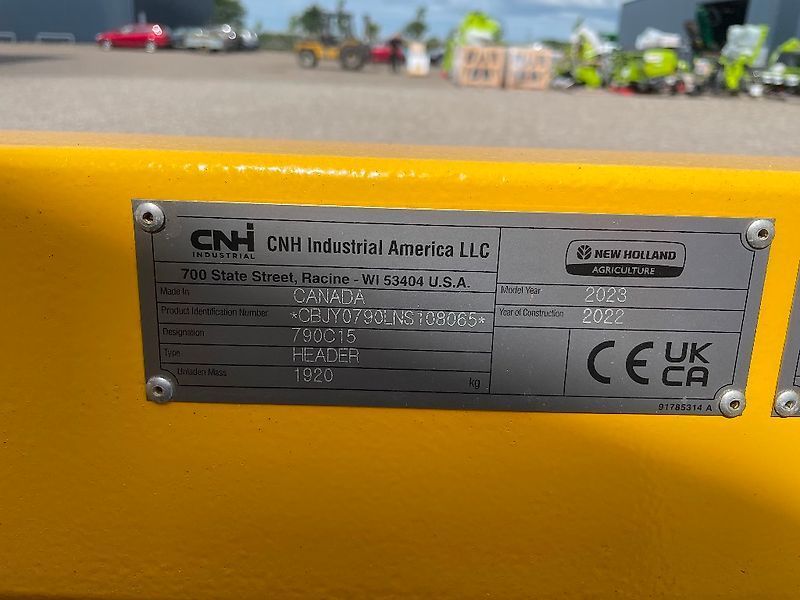 CNH
INDUSTRIAL
CNH Industrial America LLC
700 State Street, Racine - WI 53404 U.S.A.
Made in CANADA
Product Identification Number *CBJY0790LNS108065*
Designation 790C15
Type HEADER
Unladen Mass 1920 kg
NEW HOLLAND
AGRICULTURE
Model Year 2023
Year of Construction 2022
CE UK
CA
91785314 A